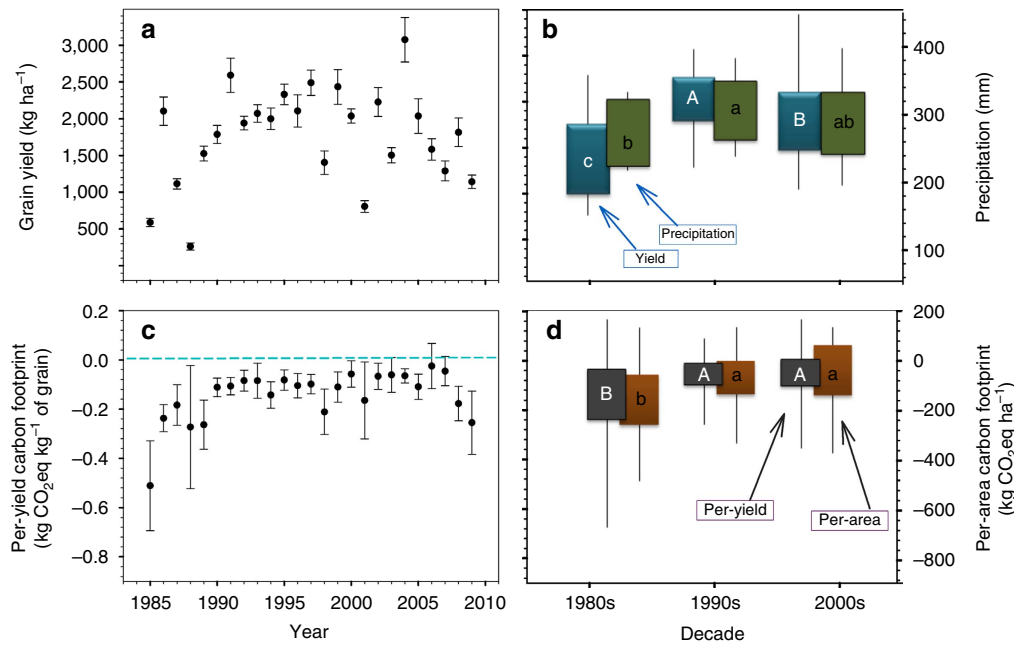 a
3,000
2,500
2,000
1,500
1,000
500
Grain yield (kg ha⁻¹)
b
c
b
A
a
B
ab
Precipitation
Yield
400
300
200
100
Precipitation (mm)
c
0.2
0.0
–0.2
–0.4
–0.6
–0.8
Per-yield carbon footprint
(kg CO₂eq kg⁻¹ of grain)
1985 1990 1995 2000 2005 2010
Year
d
B
b
A
a
A
a
Per-yield
Per-area
200
0
–200
–400
–600
–800
Per-area carbon footprint
(kg CO₂eq ha⁻¹)
1980s 1990s 2000s
Decade